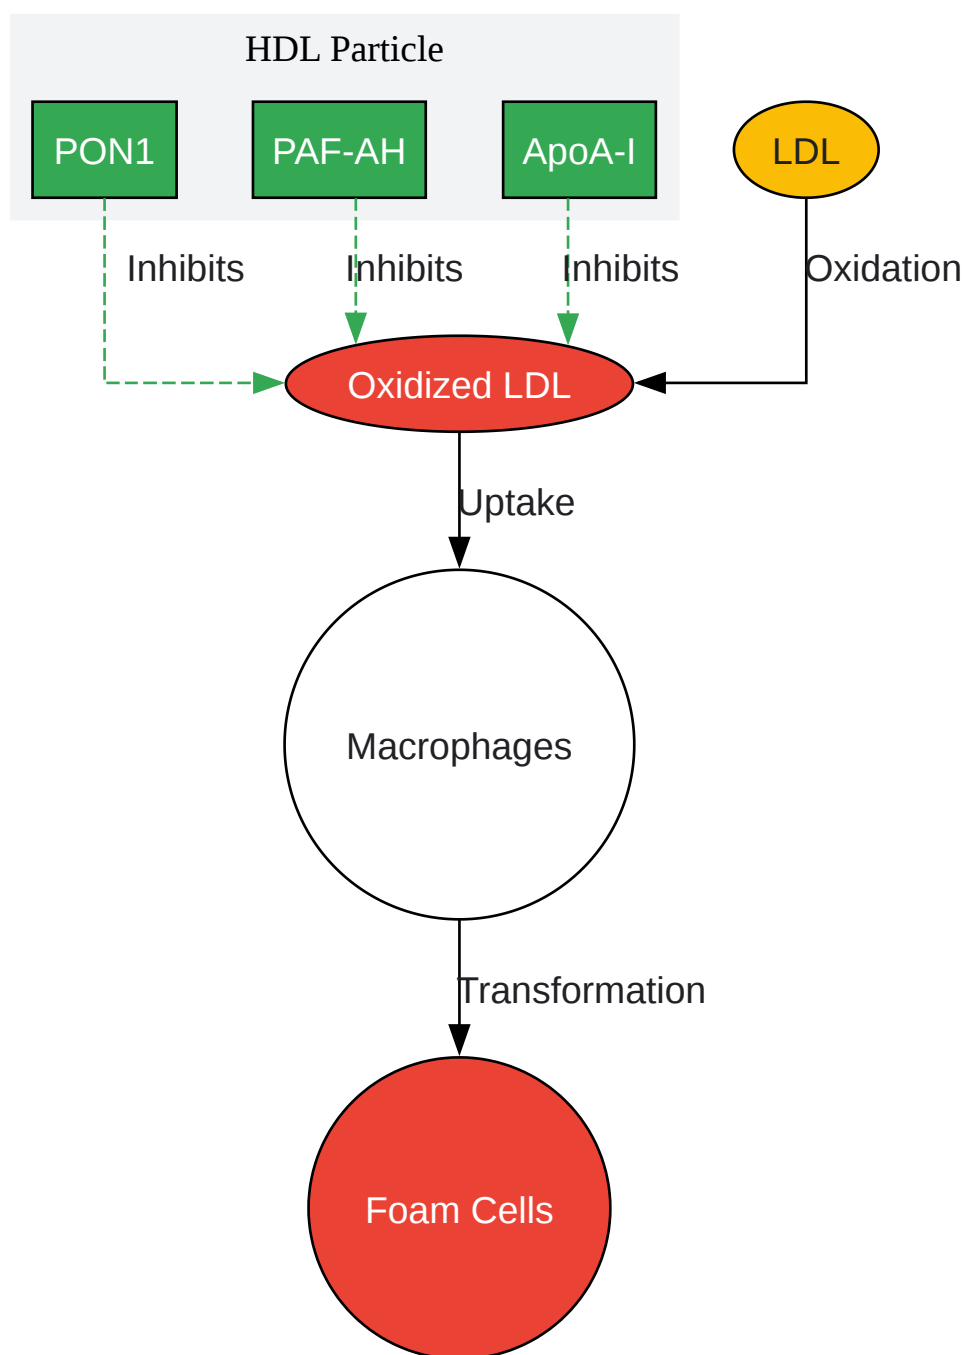 HDL Particle
PON1
PAF-AH
ApoA-I
LDL
Inhibits
Inhibits
Inhibits
Oxidation
Oxidized LDL
Uptake
Macrophages
Transformation
Foam Cells